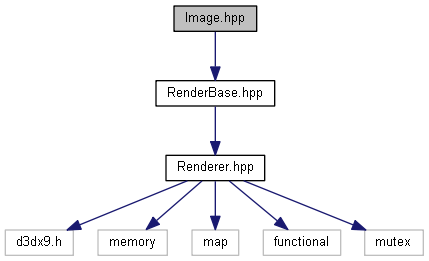 Image.hpp
RenderBase.hpp
Renderer.hpp
d3dx9.h
memory
map
functional
mutex